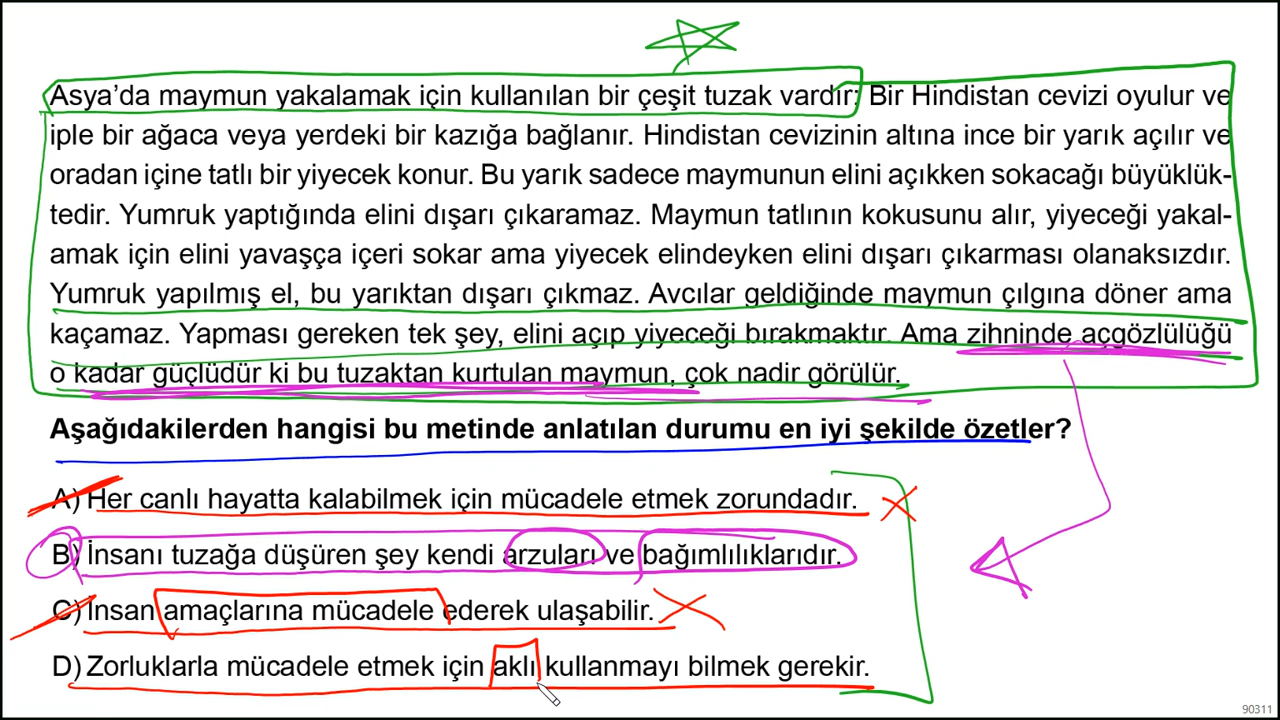 Asya’da maymun yakalamak için kullanılan bir çeşit tuzak vardır: Bir Hindistan cevizi oyulur ve
iple bir ağaca veya yerdeki bir kazığa bağlanır. Hindistan cevizinin altına ince bir yarık açılır ve
oradan içine tatlı bir yiyecek konur. Bu yarık sadece maymunun elini açıkken sokacağı büyüklük-
tedir. Yumruk yaptığında elini dışarı çıkaramaz. Maymun tatlının kokusunu alır, yiyeceği yakal-
amak için elini yavaşça içeri sokar ama yiyecek elindeyken elini dışarı çıkarması olanaksızdır.
Yumruk yapılmış el, bu yarıktan dışarı çıkmaz. Avcılar geldiğinde maymun çılgına döner ama
kaçamaz. Yapması gereken tek şey, elini açıp yiyeceği bırakmaktır. Ama zihninde açgözlülüğü
o kadar güçlüdür ki bu tuzaktan kurtulan maymun, çok nadir görülür.
Aşağıdakilerden hangisi bu metinde anlatılan durumu en iyi şekilde özetler?
A) Her canlı hayatta kalabilmek için mücadele etmek zorundadır.
B) İnsanı tuzağa düşüren şey kendi arzuları ve bağımlılıklarıdır.
C) İnsan amaçlarına mücadele ederek ulaşabilir.
D) Zorluklarla mücadele etmek için aklı kullanmayı bilmek gerekir.
90311